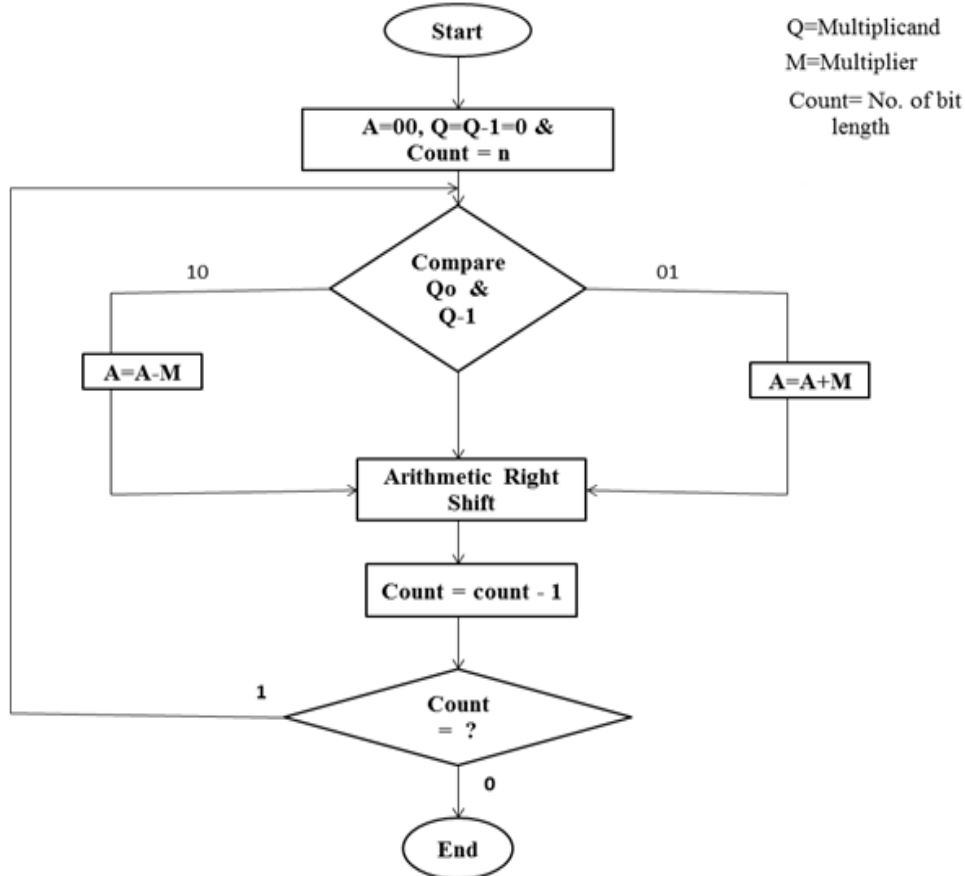 Start
Q=Multiplicand
M=Multiplier
Count= No. of bit
length
A=00, Q=Q-1=0 &
Count = n
Compare
Qo &
Q-1
10
01
A=A-M
A=A+M
Arithmetic Right
Shift
Count = count - 1
1
Count
= ?
0
End